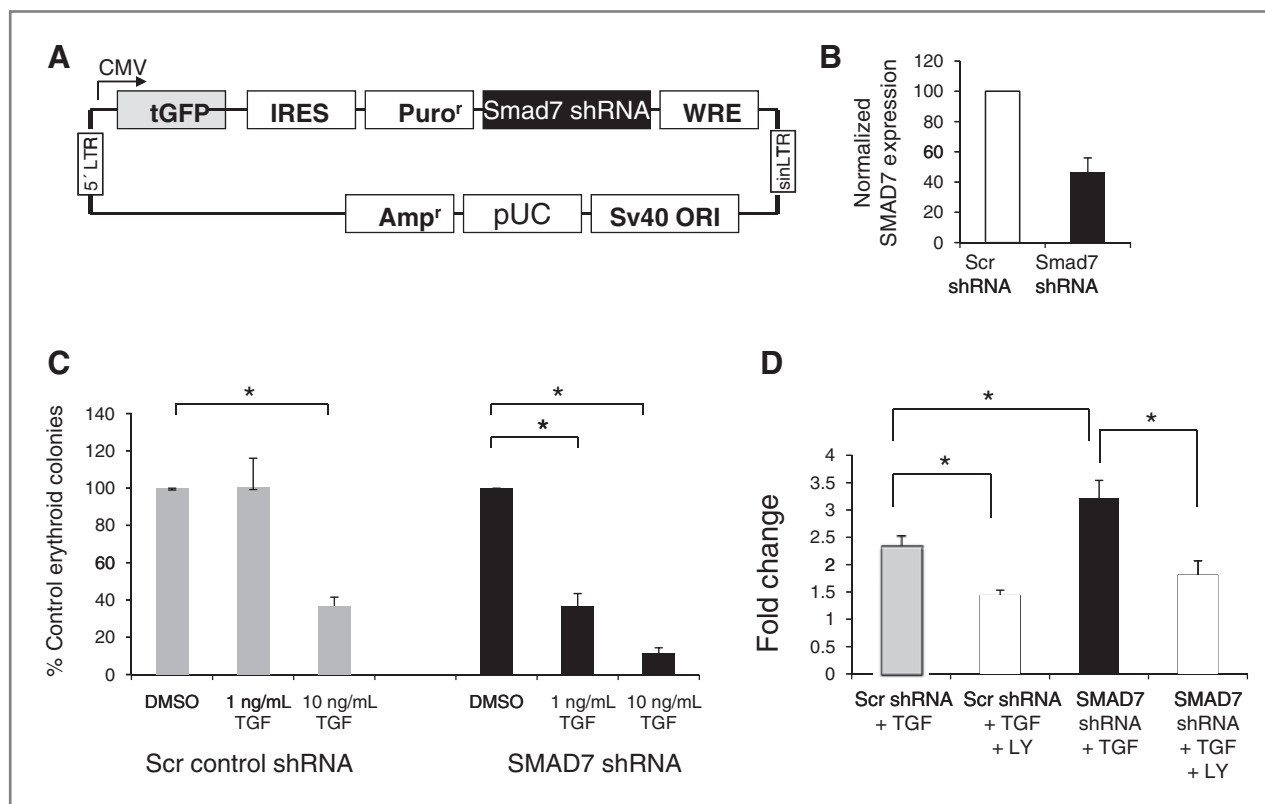 A
CMV
tGFP IRES Puroʳ Smad7 shRNA WRE
5´ LTR
sinLTR
Ampʳ pUC Sv40 ORI
B
Normalized
SMAD7 expression
120
100
80
60
40
20
0
Scr
shRNA
Smad7
shRNA
C
% Control erythroid colonies
140
120
100
80
60
40
20
0
*
*
*
DMSO
1 ng/mL
TGF
10 ng/mL
TGF
DMSO
1 ng/mL
TGF
10 ng/mL
TGF
Scr control shRNA
SMAD7 shRNA
D
Fold change
4
3.5
3
2.5
2
1.5
1
0.5
0
*
*
*
Scr shRNA
+ TGF
Scr shRNA
+ TGF
+ LY
SMAD7
shRNA
+ TGF
SMAD7
shRNA
+ TGF
+ LY